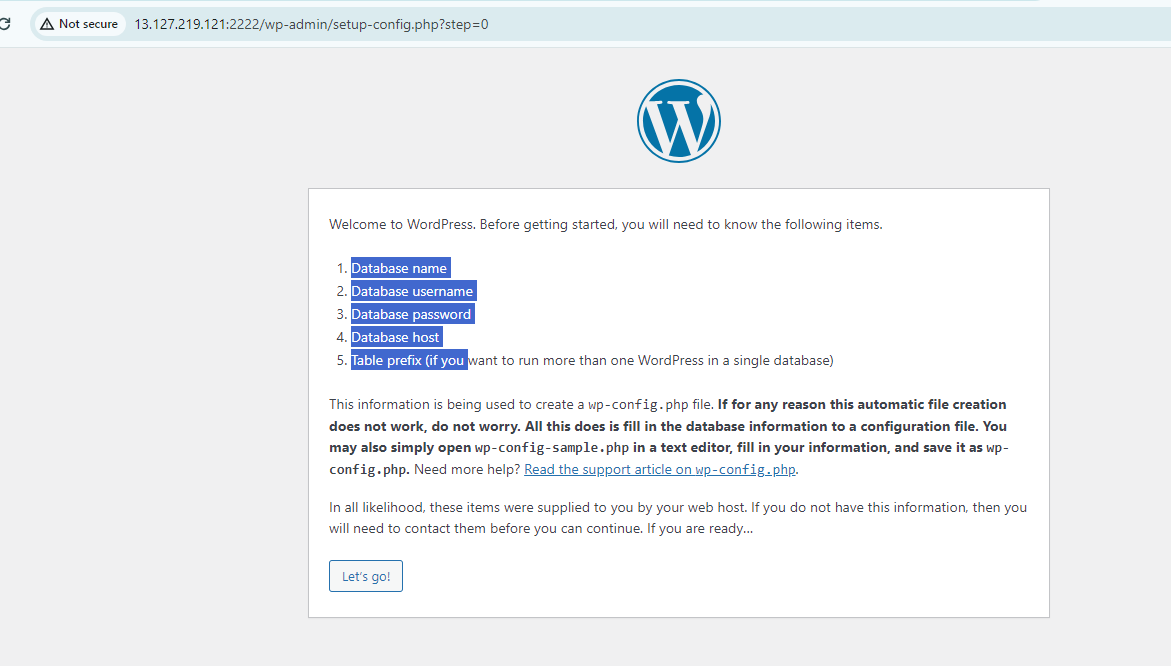 Not secure 13.127.219.121:2222/wp-admin/setup-config.php?step=0
W
Welcome to WordPress. Before getting started, you will need to know the following items.
1. Database name
2. Database username
3. Database password
4. Database host
5. Table prefix (if you want to run more than one WordPress in a single database)
This information is being used to create a wp-config.php file. If for any reason this automatic file creation
does not work, do not worry. All this does is fill in the database information to a configuration file. You
may also simply open wp-config-sample.php in a text editor, fill in your information, and save it as wp-
config.php. Need more help? Read the support article on wp-config.php.
In all likelihood, these items were supplied to you by your web host. If you do not have this information, then you
will need to contact them before you can continue. If you are ready...
Let's go!